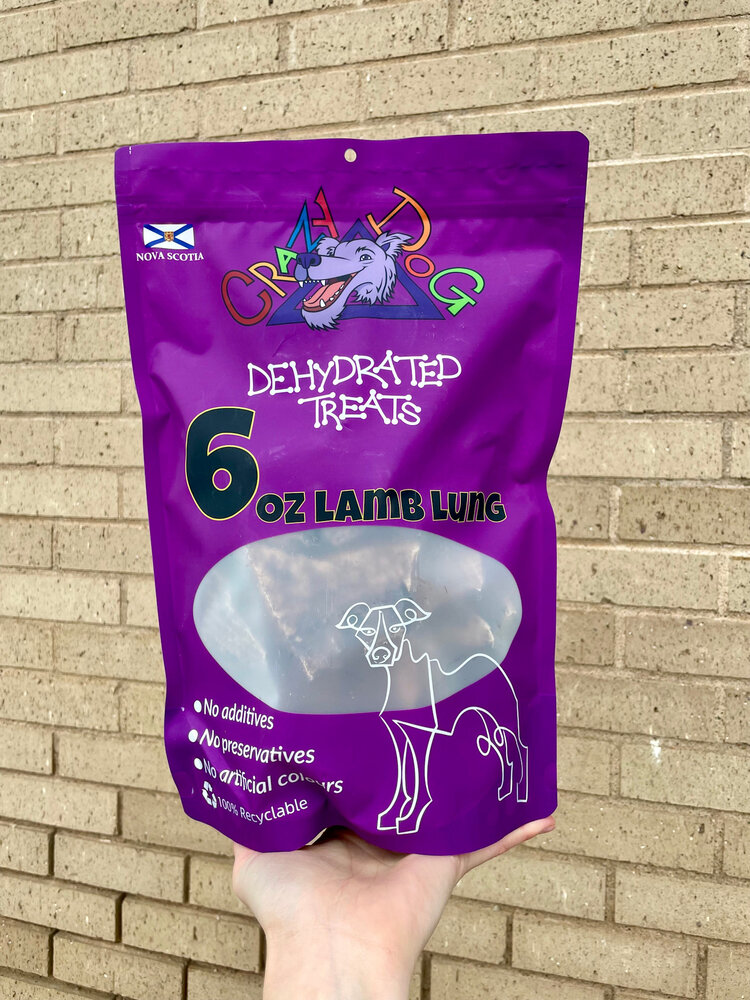 NOVA SCOTIA
CRAZY DOG
DEHYDRATED
TREATS
6 OZ LAMB LUNG
No additives
No preservatives
No artificial colours
100% Recyclable